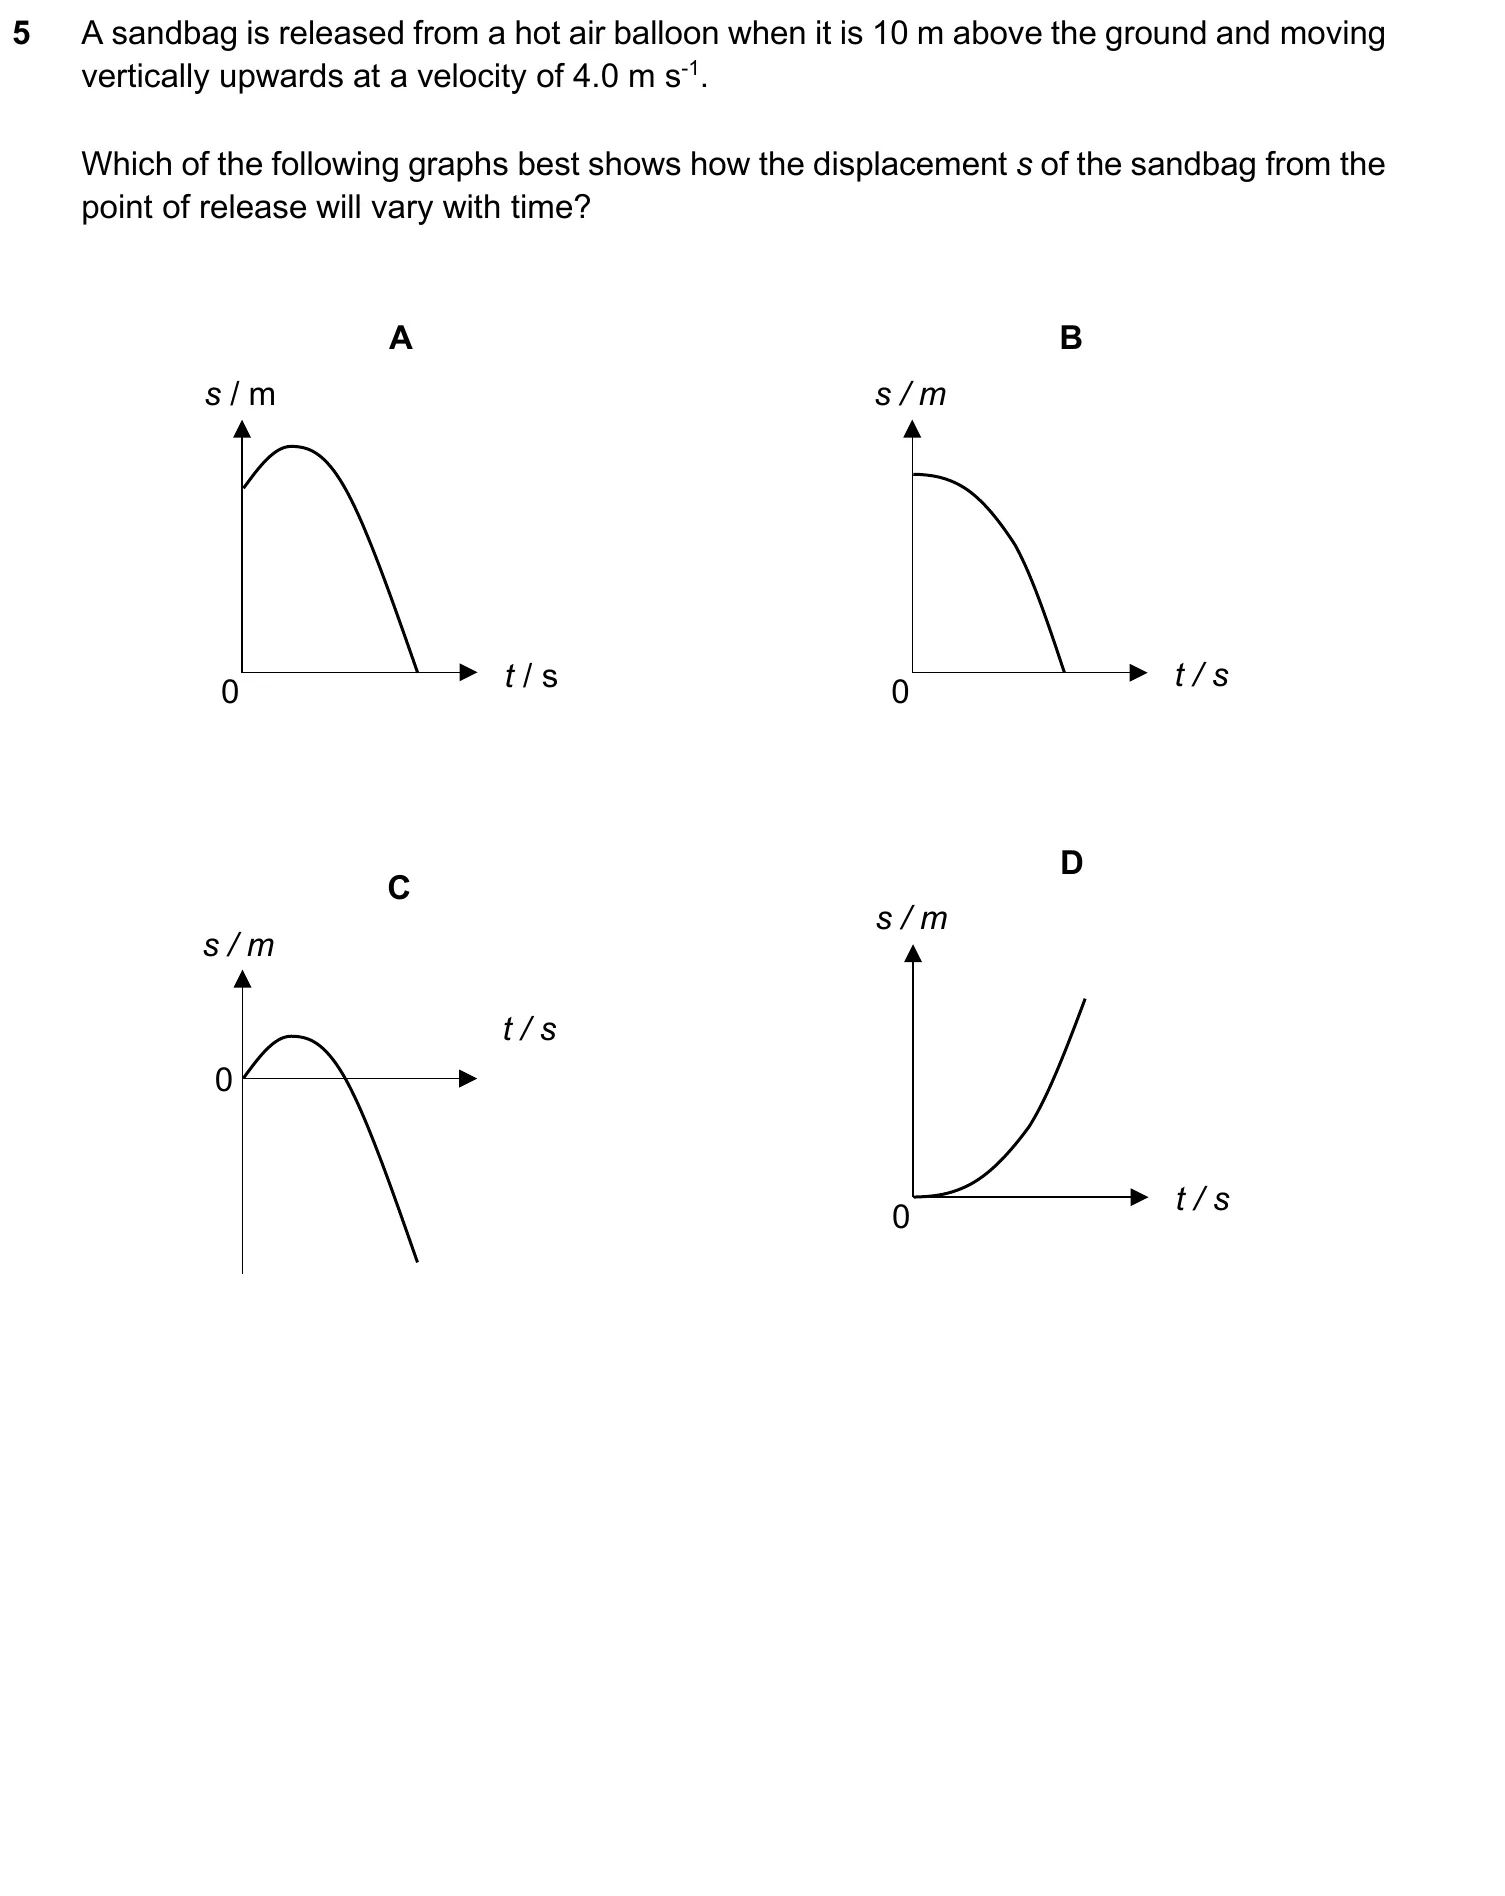 5 A sandbag is released from a hot air balloon when it is 10 m above the ground and moving
vertically upwards at a velocity of 4.0 m s⁻¹.
Which of the following graphs best shows how the displacement s of the sandbag from the
point of release will vary with time?
A
s / m
0
t / s
B
s / m
0
t / s
C
s / m
t / s
0
D
s / m
0
t / s